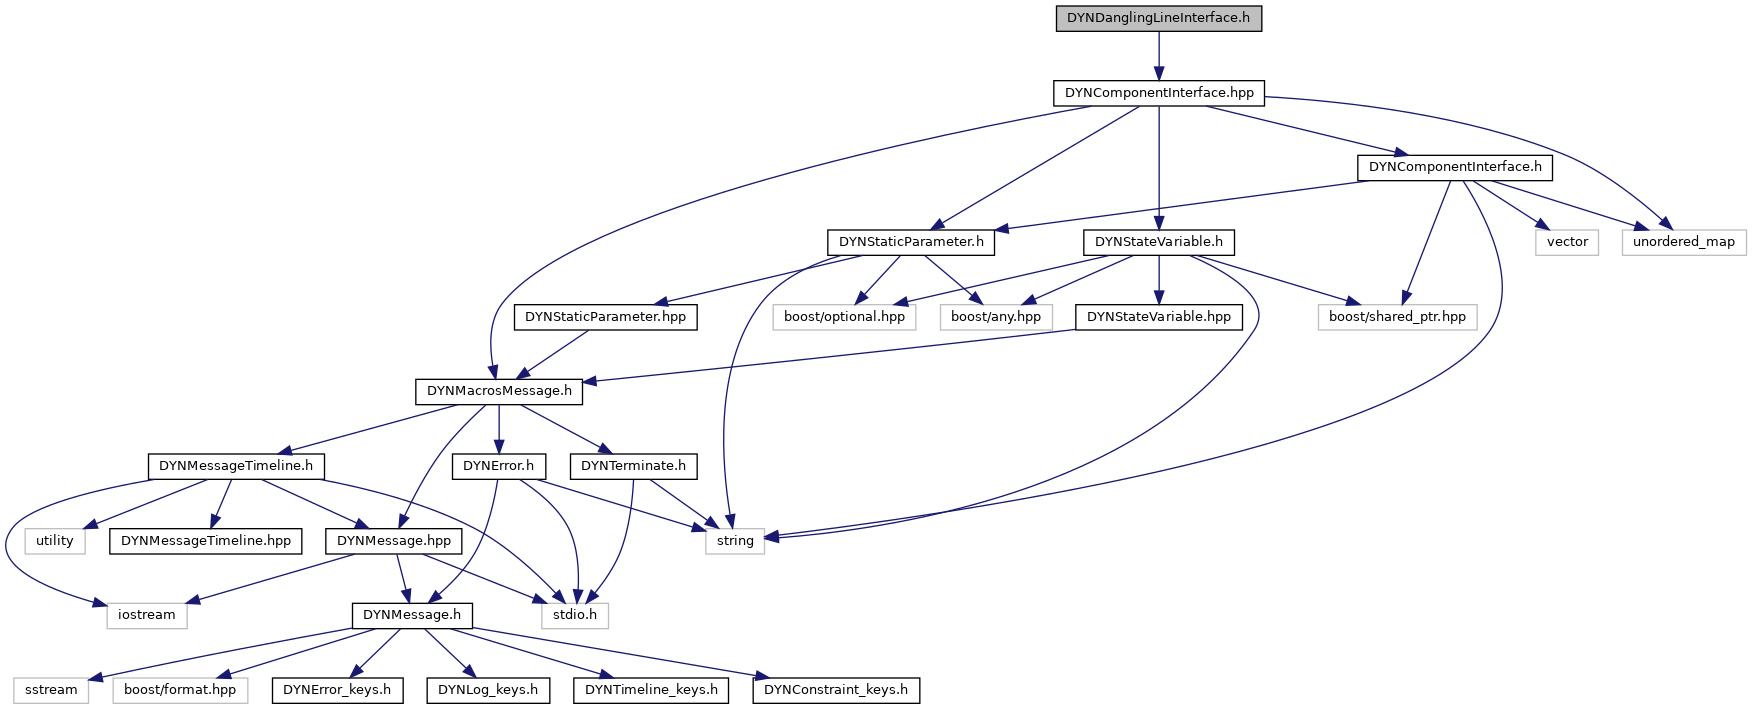 DYNDanglingLineInterface.h
DYNComponentInterface.hpp
DYNComponentInterface.h
DYNStaticParameter.h
DYNStateVariable.h
vector
unordered_map
DYNStaticParameter.hpp
boost/optional.hpp
boost/any.hpp
DYNStateVariable.hpp
boost/shared_ptr.hpp
DYNMacrosMessage.h
DYNMessageTimeline.h
DYNError.h
DYNTerminate.h
utility
DYNMessageTimeline.hpp
DYNMessage.hpp
string
iostream
DYNMessage.h
stdio.h
sstream
boost/format.hpp
DYNError_keys.h
DYNLog_keys.h
DYNTimeline_keys.h
DYNConstraint_keys.h